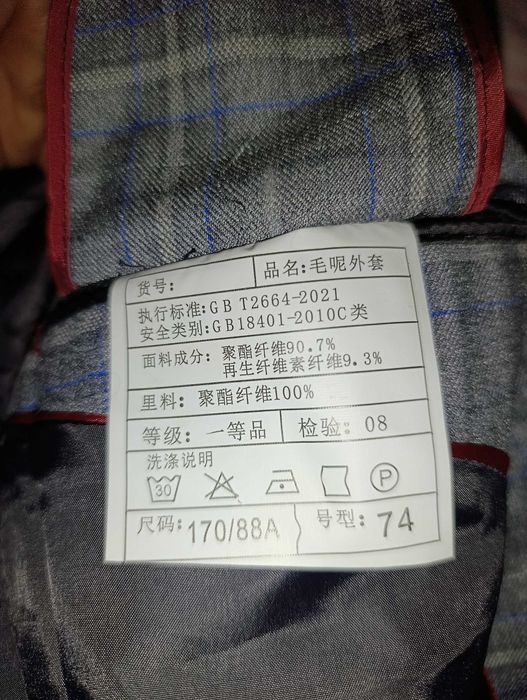 货号:
品名:毛呢外套
执行标准:GB T2664-2021
安全类别:GB18401-2010C类
面料成分: 聚酯纤维90.7%
再生纤维素纤维9.3%
里料: 聚酯纤维100%
等级: 一等品
检验: 08
洗涤说明
30
P
尺码:170/88A
号型:74